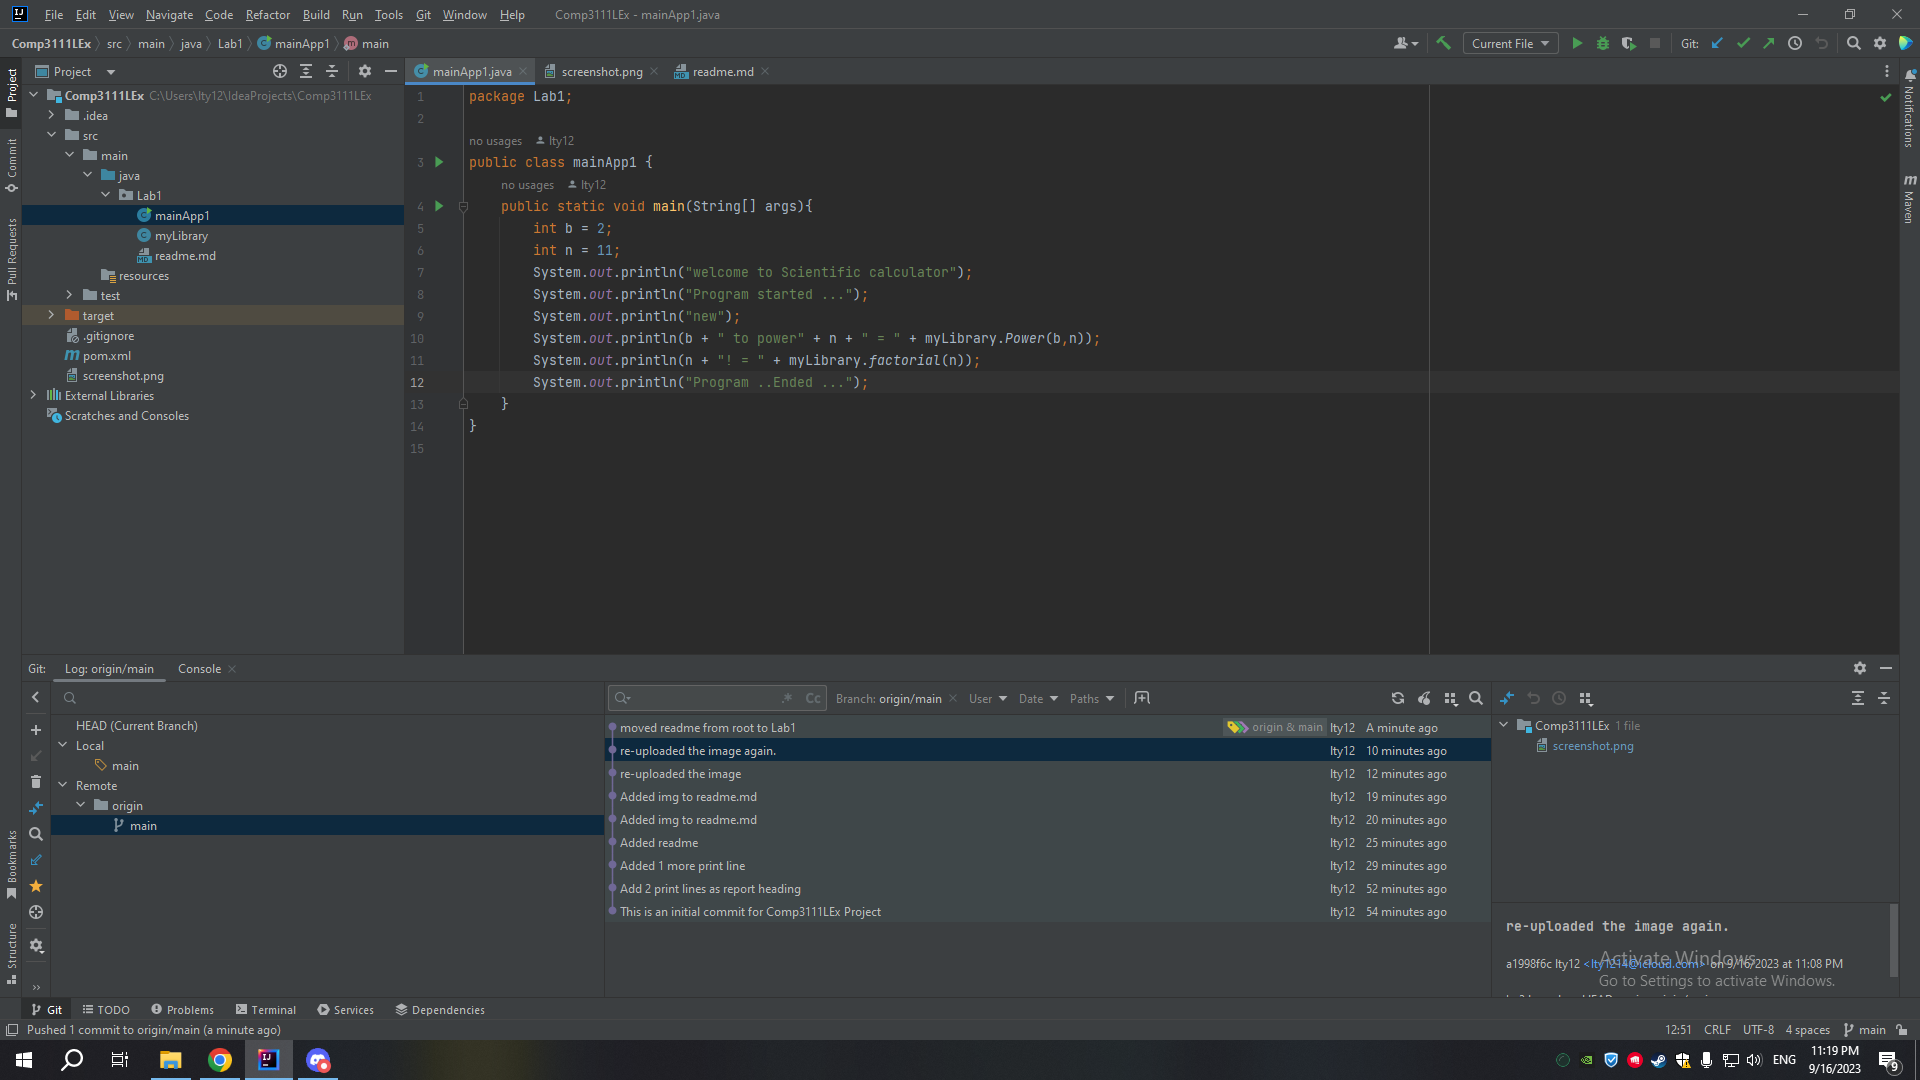 File Edit View Navigate Code Refactor Build Run Tools Git Window Help Comp3111LEx - mainApp1.java
Comp3111LEx src main java Lab1 mainApp1 main Current File Git:
Project
mainApp1.java screenshot.png readme.md
Project
Commit
Pull Requests
Bookmarks
Structure
Notifications
Maven
Comp3111LEx C:\Users\lty12\IdeaProjects\Comp3111LEx
.idea
src
main
java
Lab1
mainApp1
myLibrary
readme.md
resources
test
target
.gitignore
pom.xml
screenshot.png
External Libraries
Scratches and Consoles
1 package Lab1;
2
no usages lty12
3 public class mainApp1 {
no usages lty12
4 public static void main(String[] args){
5 int b = 2;
6 int n = 11;
7 System.out.println("welcome to Scientific calculator");
8 System.out.println("Program started ...");
9 System.out.println("new");
10 System.out.println(b + " to power" + n + " = " + myLibrary.Power(b,n));
11 System.out.println(n + "! = " + myLibrary.factorial(n));
12 System.out.println("Program ..Ended ...");
13 }
14 }
15
Git: Log: origin/main Console
HEAD (Current Branch)
Local
main
Remote
origin
main
.* Cc Branch: origin/main User Date Paths
moved readme from root to Lab1 origin & main lty12 A minute ago
re-uploaded the image again. lty12 10 minutes ago
re-uploaded the image lty12 12 minutes ago
Added img to readme.md lty12 19 minutes ago
Added img to readme.md lty12 20 minutes ago
Added readme lty12 25 minutes ago
Added 1 more print line lty12 29 minutes ago
Add 2 print lines as report heading lty12 52 minutes ago
This is an initial commit for Comp3111LEx Project lty12 54 minutes ago
Comp3111LEx 1 file
screenshot.png
re-uploaded the image again.
a1998f6c lty12 <lty1214@icloud.com> on 9/16/2023 at 11:08 PM
Activate Windows
Go to Settings to activate Windows.
Git TODO Problems Terminal Services Dependencies
Pushed 1 commit to origin/main (a minute ago) 12:51 CRLF UTF-8 4 spaces main
ENG 11:19 PM
9/16/2023 9